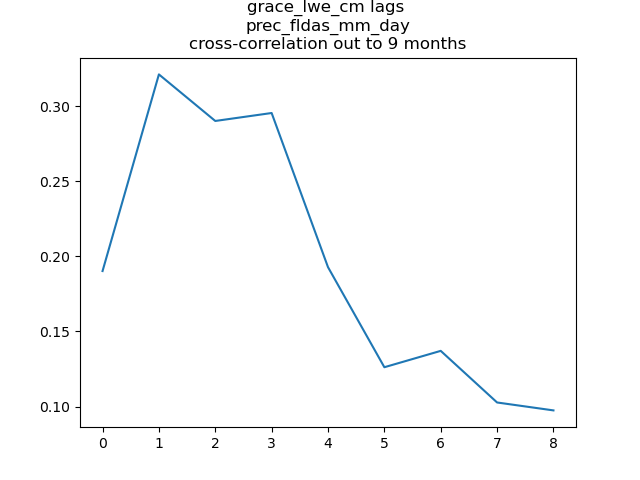 grace_lwe_cm lags
prec_fldas_mm_day
cross-correlation out to 9 months
0.30
0.25
0.20
0.15
0.10
0 1 2 3 4 5 6 7 8